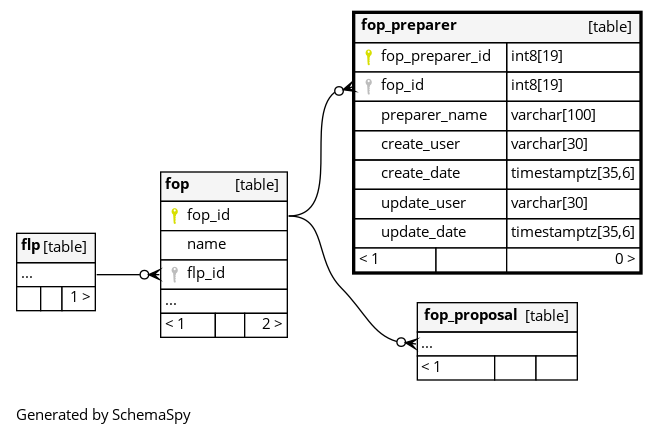 fop_preparer [table]
fop_preparer_id int8[19]
fop_id int8[19]
preparer_name varchar[100]
create_user varchar[30]
create_date timestamptz[35,6]
update_user varchar[30]
update_date timestamptz[35,6]
< 1 0 >
fop [table]
fop_id
name
flp_id
...
< 1 2 >
flp [table]
...
1 >
fop_proposal [table]
...
< 1
Generated by SchemaSpy